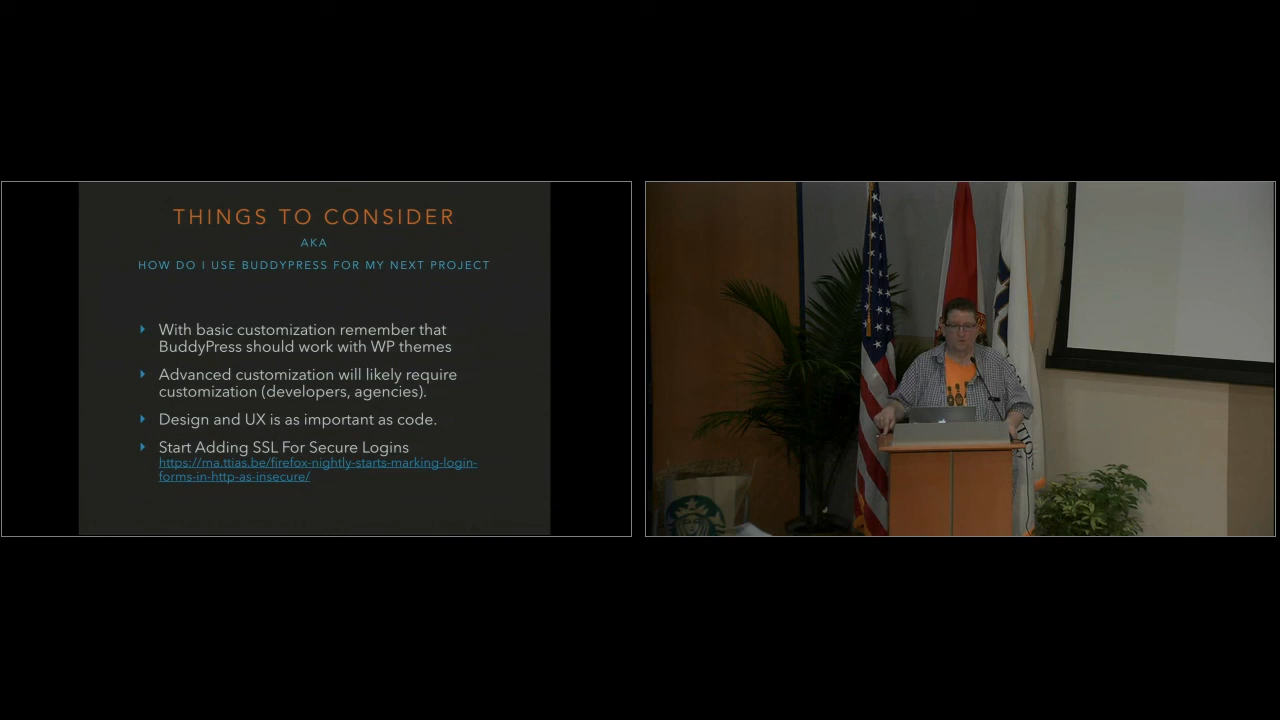 THINGS TO CONSIDER
AKA
HOW DO I USE BUDDYPRESS FOR MY NEXT PROJECT
With basic customization remember that
BuddyPress should work with WP themes
Advanced customization will likely require
customization (developers, agencies).
Design and UX is as important as code.
Start Adding SSL For Secure Logins
https://ma.ttias.be/firefox-nightly-starts-marking-login-
forms-in-http-as-insecure/